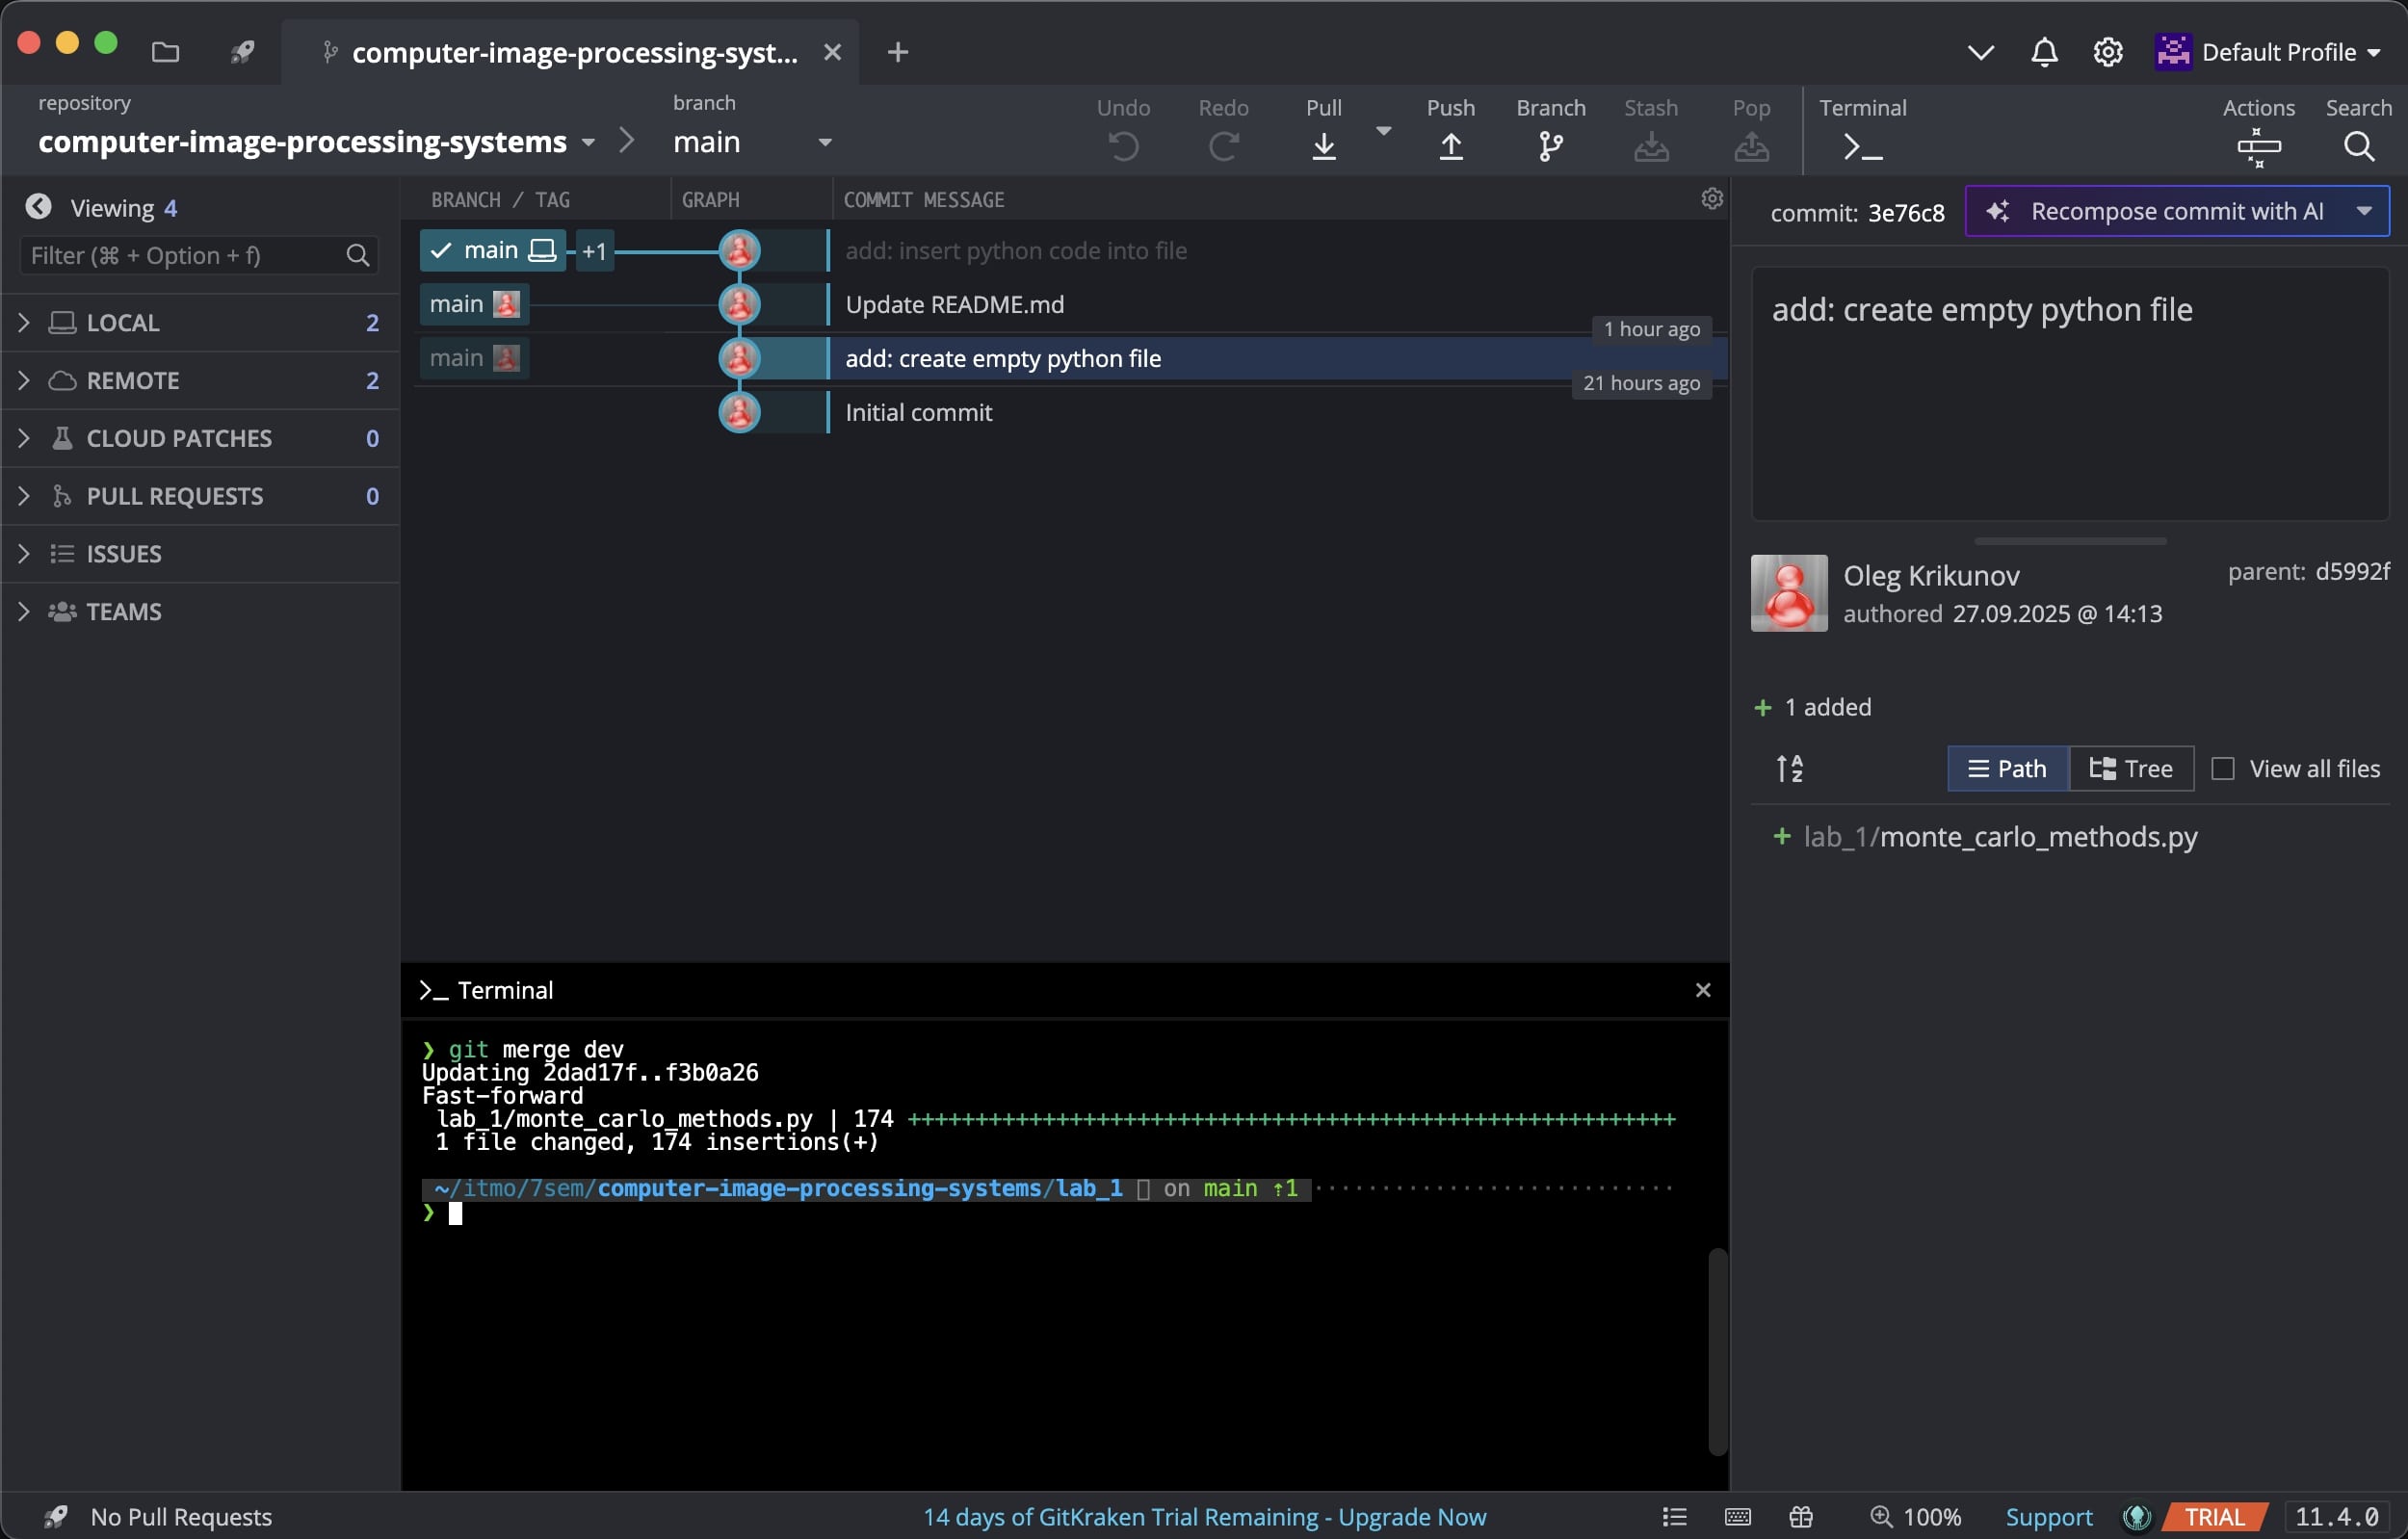 computer-image-processing-syst...
Default Profile
repository
computer-image-processing-systems
branch
main
Undo
Redo
Pull
Push
Branch
Stash
Pop
Terminal
Actions
Search
Viewing 4
Filter (⌘ + Option + f)
LOCAL 2
REMOTE 2
CLOUD PATCHES 0
PULL REQUESTS 0
ISSUES
TEAMS
BRANCH / TAG
GRAPH
COMMIT MESSAGE
main +1 add: insert python code into file
main Update README.md
1 hour ago
main add: create empty python file
21 hours ago
Initial commit
commit: 3e76c8
Recompose commit with AI
add: create empty python file
Oleg Krikunov
parent: d5992f
authored 27.09.2025 @ 14:13
+ 1 added
Path
Tree
View all files
+ lab_1/monte_carlo_methods.py
>_ Terminal
❯ git merge dev
Updating 2dad17f..f3b0a26
Fast-forward
lab_1/monte_carlo_methods.py | 174 +++++++++++++++++++++++++++++++++++++++++++++++++++++++++
1 file changed, 174 insertions(+)
~/itmo/7sem/computer-image-processing-systems/lab_1 on main ⇡1
❯
No Pull Requests
14 days of GitKraken Trial Remaining - Upgrade Now
100%
Support
TRIAL
11.4.0